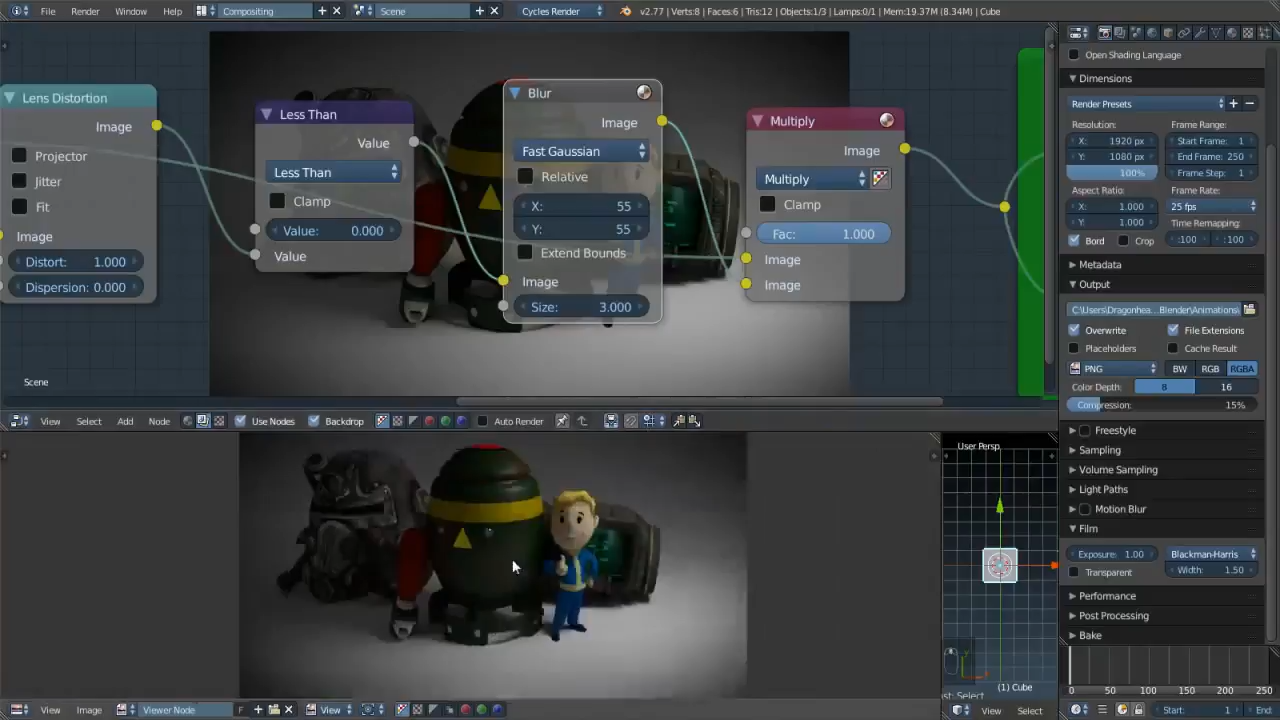 File Render Window Help Compositing Scene Cycles Render v2.77 | Verts:8 | Faces:6 | Tris:12 | Objects:1/3 | Lamps:0/1 | Mem:19.37M (8.34M) | Cube
Lens Distortion
Image
Projector
Jitter
Fit
Image
Distort: 1.000
Dispersion: 0.000
Less Than
Value
Less Than
Clamp
Value: 0.000
Value
Blur
Image
Fast Gaussian
Relative
X: 55
Y: 55
Extend Bounds
Image
Size: 3.000
Multiply
Image
Multiply
Clamp
Fac: 1.000
Image
Image
Scene
View Select Add Node Use Nodes Backdrop Auto Render
User Persp
(1) Cube
View Image Viewer Node F View
View Select
Open Shading Language
Dimensions
Render Presets
Resolution: Frame Range:
X: 1920 px Start Frame: 1
Y: 1080 px End Frame: 250
100% Frame Step: 1
Aspect Ratio: Frame Rate:
X: 1.000 25 fps
Y: 1.000 Time Remapping:
Bord Crop :100 :100
Metadata
Output
C:\Users\Dragonhea...Blender\Animations\
Overwrite File Extensions
Placeholders Cache Result
PNG BW RGB RGBA
Color Depth: 8 16
Compression: 15%
Freestyle
Sampling
Volume Sampling
Light Paths
Motion Blur
Film
Exposure: 1.00 Blackman-Harris
Transparent Width: 1.50
Performance
Post Processing
Bake
0 50 100 150 200 250
Start: 1 End: